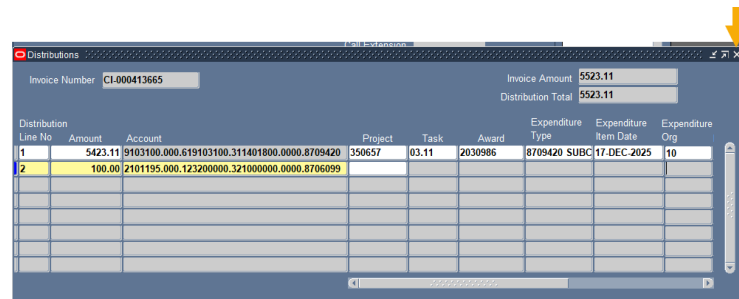 Call Extension
Distributions
Invoice Number CI-000413665 Invoice Amount 5523.11
Distribution Total 5523.11
Distribution Expenditure Expenditure Expenditure
Line No Amount Account Project Task Award Type Item Date Org
1 5423.11 9103100.000.619103100.311401800.0000.8709420 350657 03.11 2030986 8709420 SUBC 17-DEC-2025 10
2 100.00 2101195.000.123200000.321000000.0000.8706099